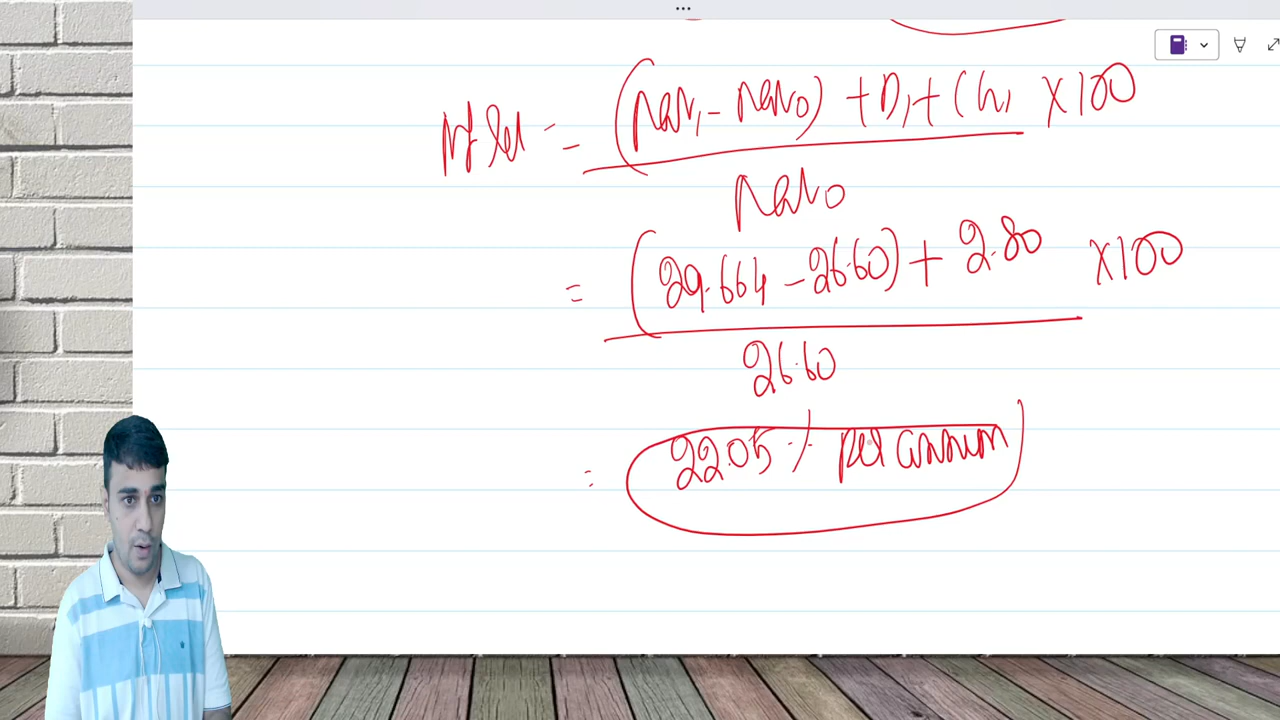 Mf Ret = (NAV₁ - NAV₀) + D₁ + CG₁ × 100
NAV₀
= (29.664 - 26.60) + 2.80 × 100
26.60
= 22.05 % per annum